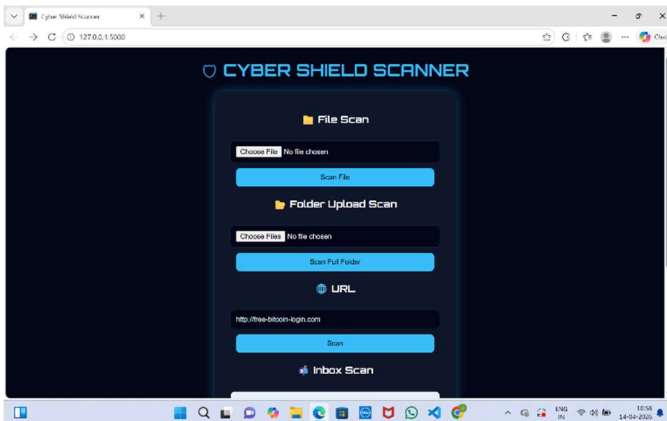 Cyber Shield Scanner
127.0.0.1:5000
CYBER SHIELD SCANNER
File Scan
Choose File No file chosen
Scan File
Folder Upload Scan
Choose Files No file chosen
Scan Full Folder
URL
http://free-bitcoin-login.com
Scan
Inbox Scan
ENG
IN
10:58
14-04-2026